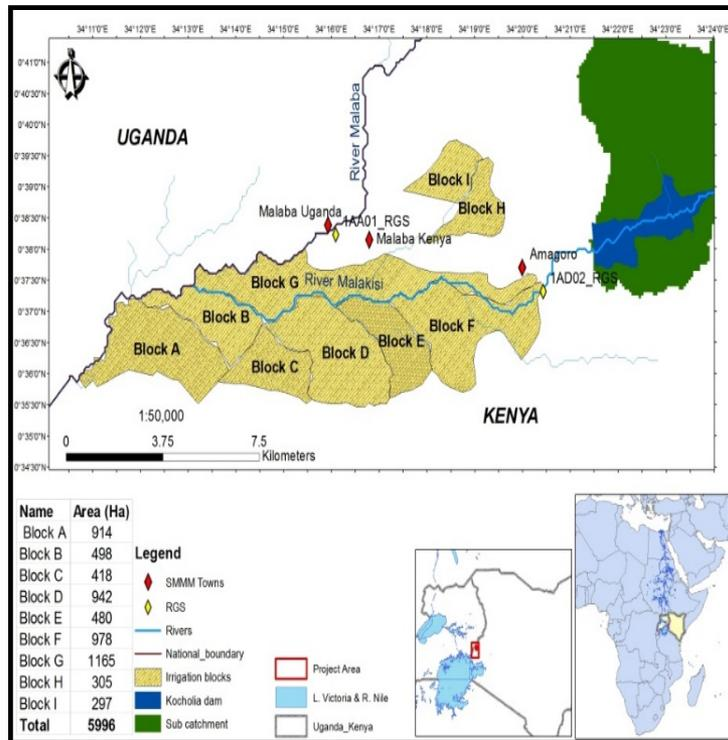 34°11'0"E 34°12'0"E 34°13'0"E 34°14'0"E 34°15'0"E 34°16'0"E 34°17'0"E 34°18'0"E 34°19'0"E 34°20'0"E 34°21'0"E 34°22'0"E 34°23'0"E 34°24'0"E
0°41'0"N
0°40'30"N
0°40'0"N
0°39'30"N
0°39'0"N
0°38'30"N
0°38'0"N
0°37'30"N
0°37'0"N
0°36'30"N
0°36'0"N
0°35'30"N
0°35'0"N
0°34'30"N
UGANDA
River Malaba
Block I
Block H
Malaba Uganda
1AA01_RGS
Malaba Kenya
Amagoro
1AD02_RGS
Block G
River Malakisi
Block B
Block F
Block E
Block A
Block D
Block C
KENYA
1:50,000
0 3.75 7.5
Kilometers
Name Area (Ha)
Block A 914
Block B 498
Block C 418
Block D 942
Block E 480
Block F 978
Block G 1165
Block H 305
Block I 297
Total 5996
Legend
SMMM Towns
RGS
Rivers
National_boundary
Irrigation blocks
Kocholia dam
Sub catchment
Project Area
L. Victoria & R. Nile
Uganda_Kenya